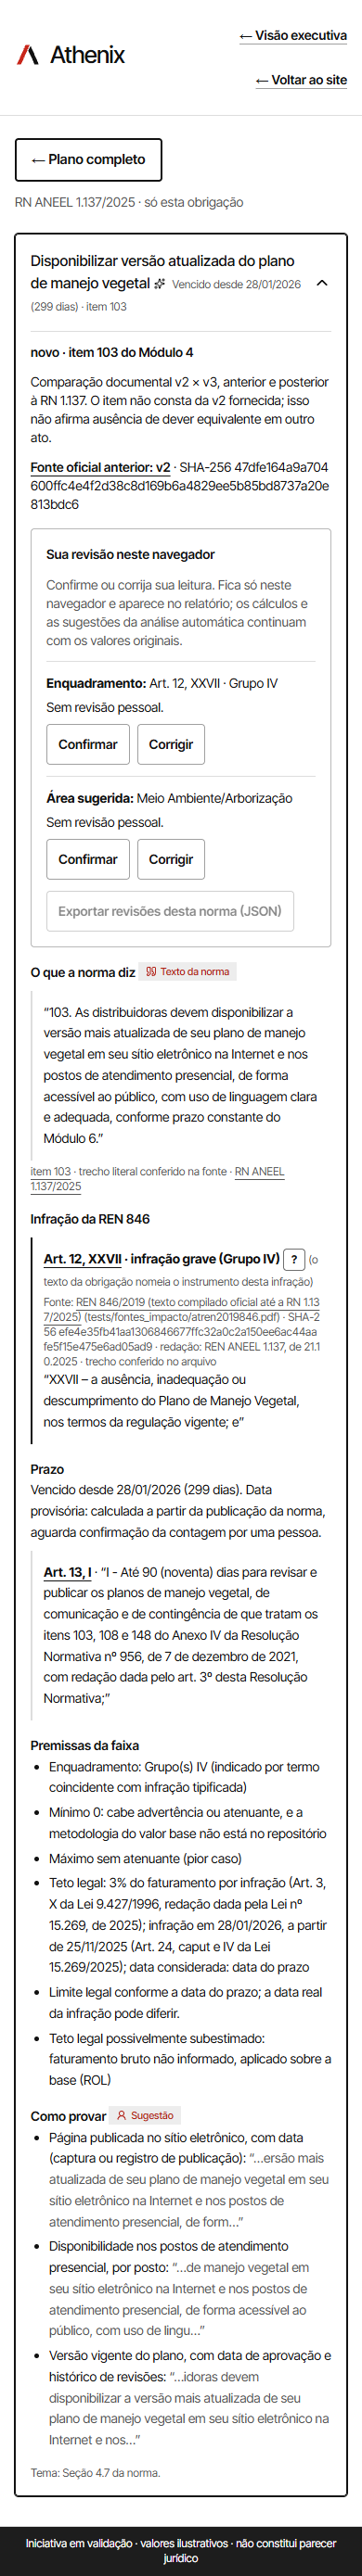 ← Visão executiva
Athenix
← Voltar ao site
← Plano completo
RN ANEEL 1.137/2025 · só esta obrigação
Disponibilizar versão atualizada do plano
de manejo vegetal Vencido desde 28/01/2026
(299 dias) · item 103
novo · item 103 do Módulo 4
Comparação documental v2 × v3, anterior e posterior
à RN 1.137. O item não consta da v2 fornecida; isso
não afirma ausência de dever equivalente em outro
ato.
Fonte oficial anterior: v2 · SHA-256 47dfe164a9a704
600ffc4e4f2d38c8d169b6a4829ee5b85bd8737a20e
813bdc6
Sua revisão neste navegador
Confirme ou corrija sua leitura. Fica só neste
navegador e aparece no relatório; os cálculos e
as sugestões da análise automática continuam
com os valores originais.
Enquadramento: Art. 12, XXVII · Grupo IV
Sem revisão pessoal.
Confirmar Corrigir
Área sugerida: Meio Ambiente/Arborização
Sem revisão pessoal.
Confirmar Corrigir
Exportar revisões desta norma (JSON)
O que a norma diz Texto da norma
“103. As distribuidoras devem disponibilizar a
versão mais atualizada de seu plano de manejo
vegetal em seu sítio eletrônico na Internet e nos
postos de atendimento presencial, de forma
acessível ao público, com uso de linguagem clara
e adequada, conforme prazo constante do
Módulo 6.”
item 103 · trecho literal conferido na fonte · RN ANEEL
1.137/2025
Infração da REN 846
Art. 12, XXVII · infração grave (Grupo IV) ? (o
texto da obrigação nomeia o instrumento desta infração)
Fonte: REN 846/2019 (texto compilado oficial até a RN 1.13
7/2025) (tests/fontes_impacto/atren2019846.pdf) · SHA-2
56 efe4e35fb41aa1306846677ffc32a0c2a150ee6ac44aa
fe5f15e475e6ad05ad9 · redação: REN ANEEL 1.137, de 21.1
0.2025 · trecho conferido no arquivo
“XXVII – a ausência, inadequação ou
descumprimento do Plano de Manejo Vegetal,
nos termos da regulação vigente; e”
Prazo
Vencido desde 28/01/2026 (299 dias). Data
provisória: calculada a partir da publicação da norma,
aguarda confirmação da contagem por uma pessoa.
Art. 13, I · “I - Até 90 (noventa) dias para revisar e
publicar os planos de manejo vegetal, de
comunicação e de contingência de que tratam os
itens 103, 108 e 148 do Anexo IV da Resolução
Normativa nº 956, de 7 de dezembro de 2021,
com redação dada pelo art. 3º desta Resolução
Normativa;”
Premissas da faixa
• Enquadramento: Grupo(s) IV (indicado por termo
coincidente com infração tipificada)
• Mínimo 0: cabe advertência ou atenuante, e a
metodologia do valor base não está no repositório
• Máximo sem atenuante (pior caso)
• Teto legal: 3% do faturamento por infração (Art. 3,
X da Lei 9.427/1996, redação dada pela Lei nº
15.269, de 2025); infração em 28/01/2026, a partir
de 25/11/2025 (Art. 24, caput e IV da Lei
15.269/2025); data considerada: data do prazo
• Limite legal conforme a data do prazo; a data real
da infração pode diferir.
• Teto legal possivelmente subestimado:
faturamento bruto não informado, aplicado sobre a
base (ROL)
Como provar Sugestão
• Página publicada no sítio eletrônico, com data
(captura ou registro de publicação): “…ersão mais
atualizada de seu plano de manejo vegetal em seu
sítio eletrônico na Internet e nos postos de
atendimento presencial, de form…”
• Disponibilidade nos postos de atendimento
presencial, por posto: “…de manejo vegetal em
seu sítio eletrônico na Internet e nos postos de
atendimento presencial, de forma acessível ao
público, com uso de lingu…”
• Versão vigente do plano, com data de aprovação e
histórico de revisões: “…idoras devem
disponibilizar a versão mais atualizada de seu
plano de manejo vegetal em seu sítio eletrônico na
Internet e nos…”
Tema: Seção 4.7 da norma.
Iniciativa em validação · valores ilustrativos · não constitui parecer
jurídico